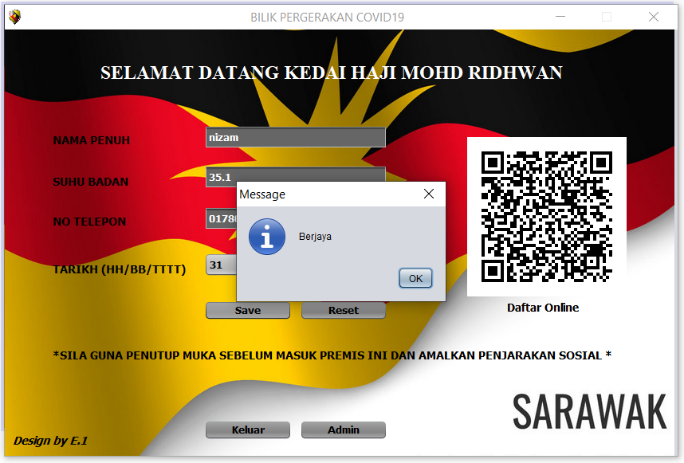 BILIK PERGERAKAN COVID19
SELAMAT DATANG KEDAI HAJI MOHD RIDHWAN
NAMA PENUH
nizam
SUHU BADAN
35.1
Message
NO TELEPON
Berjaya
TARIKH (HH/BB/TTTT)
31
OK
Save
Reset
Daftar Online
*SILA GUNA PENUTUP MUKA SEBELUM MASUK PREMIS INI DAN AMALKAN PENJARAKAN SOSIAL *
SARAWAK
Keluar
Admin
Design by E.1